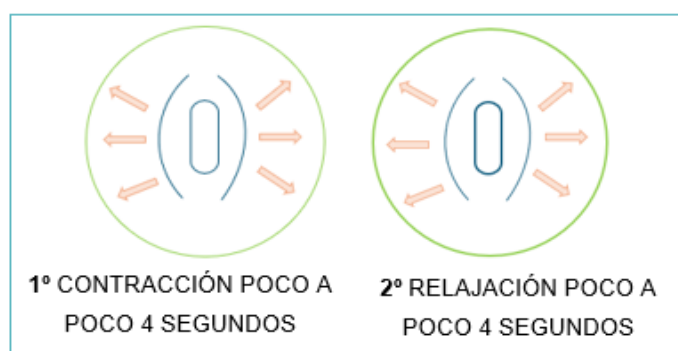 1º CONTRACCIÓN POCO A
POCO 4 SEGUNDOS
2º RELAJACIÓN POCO A
POCO 4 SEGUNDOS